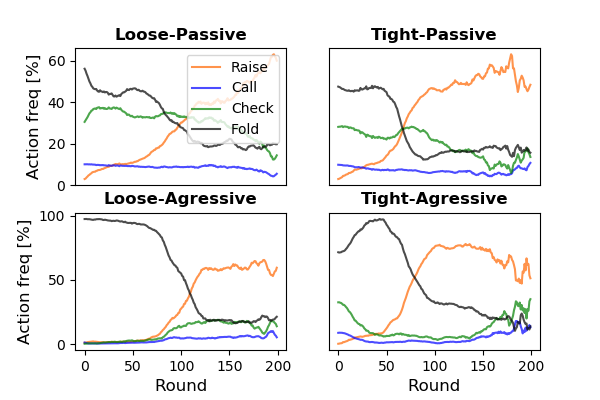 Loose-Passive
Tight-Passive
Action freq [%]
60
40
20
0
Raise
Call
Check
Fold
Loose-Agressive
Tight-Agressive
Action freq [%]
100
50
0
0
50
100
150
200
0
50
100
150
200
Round
Round